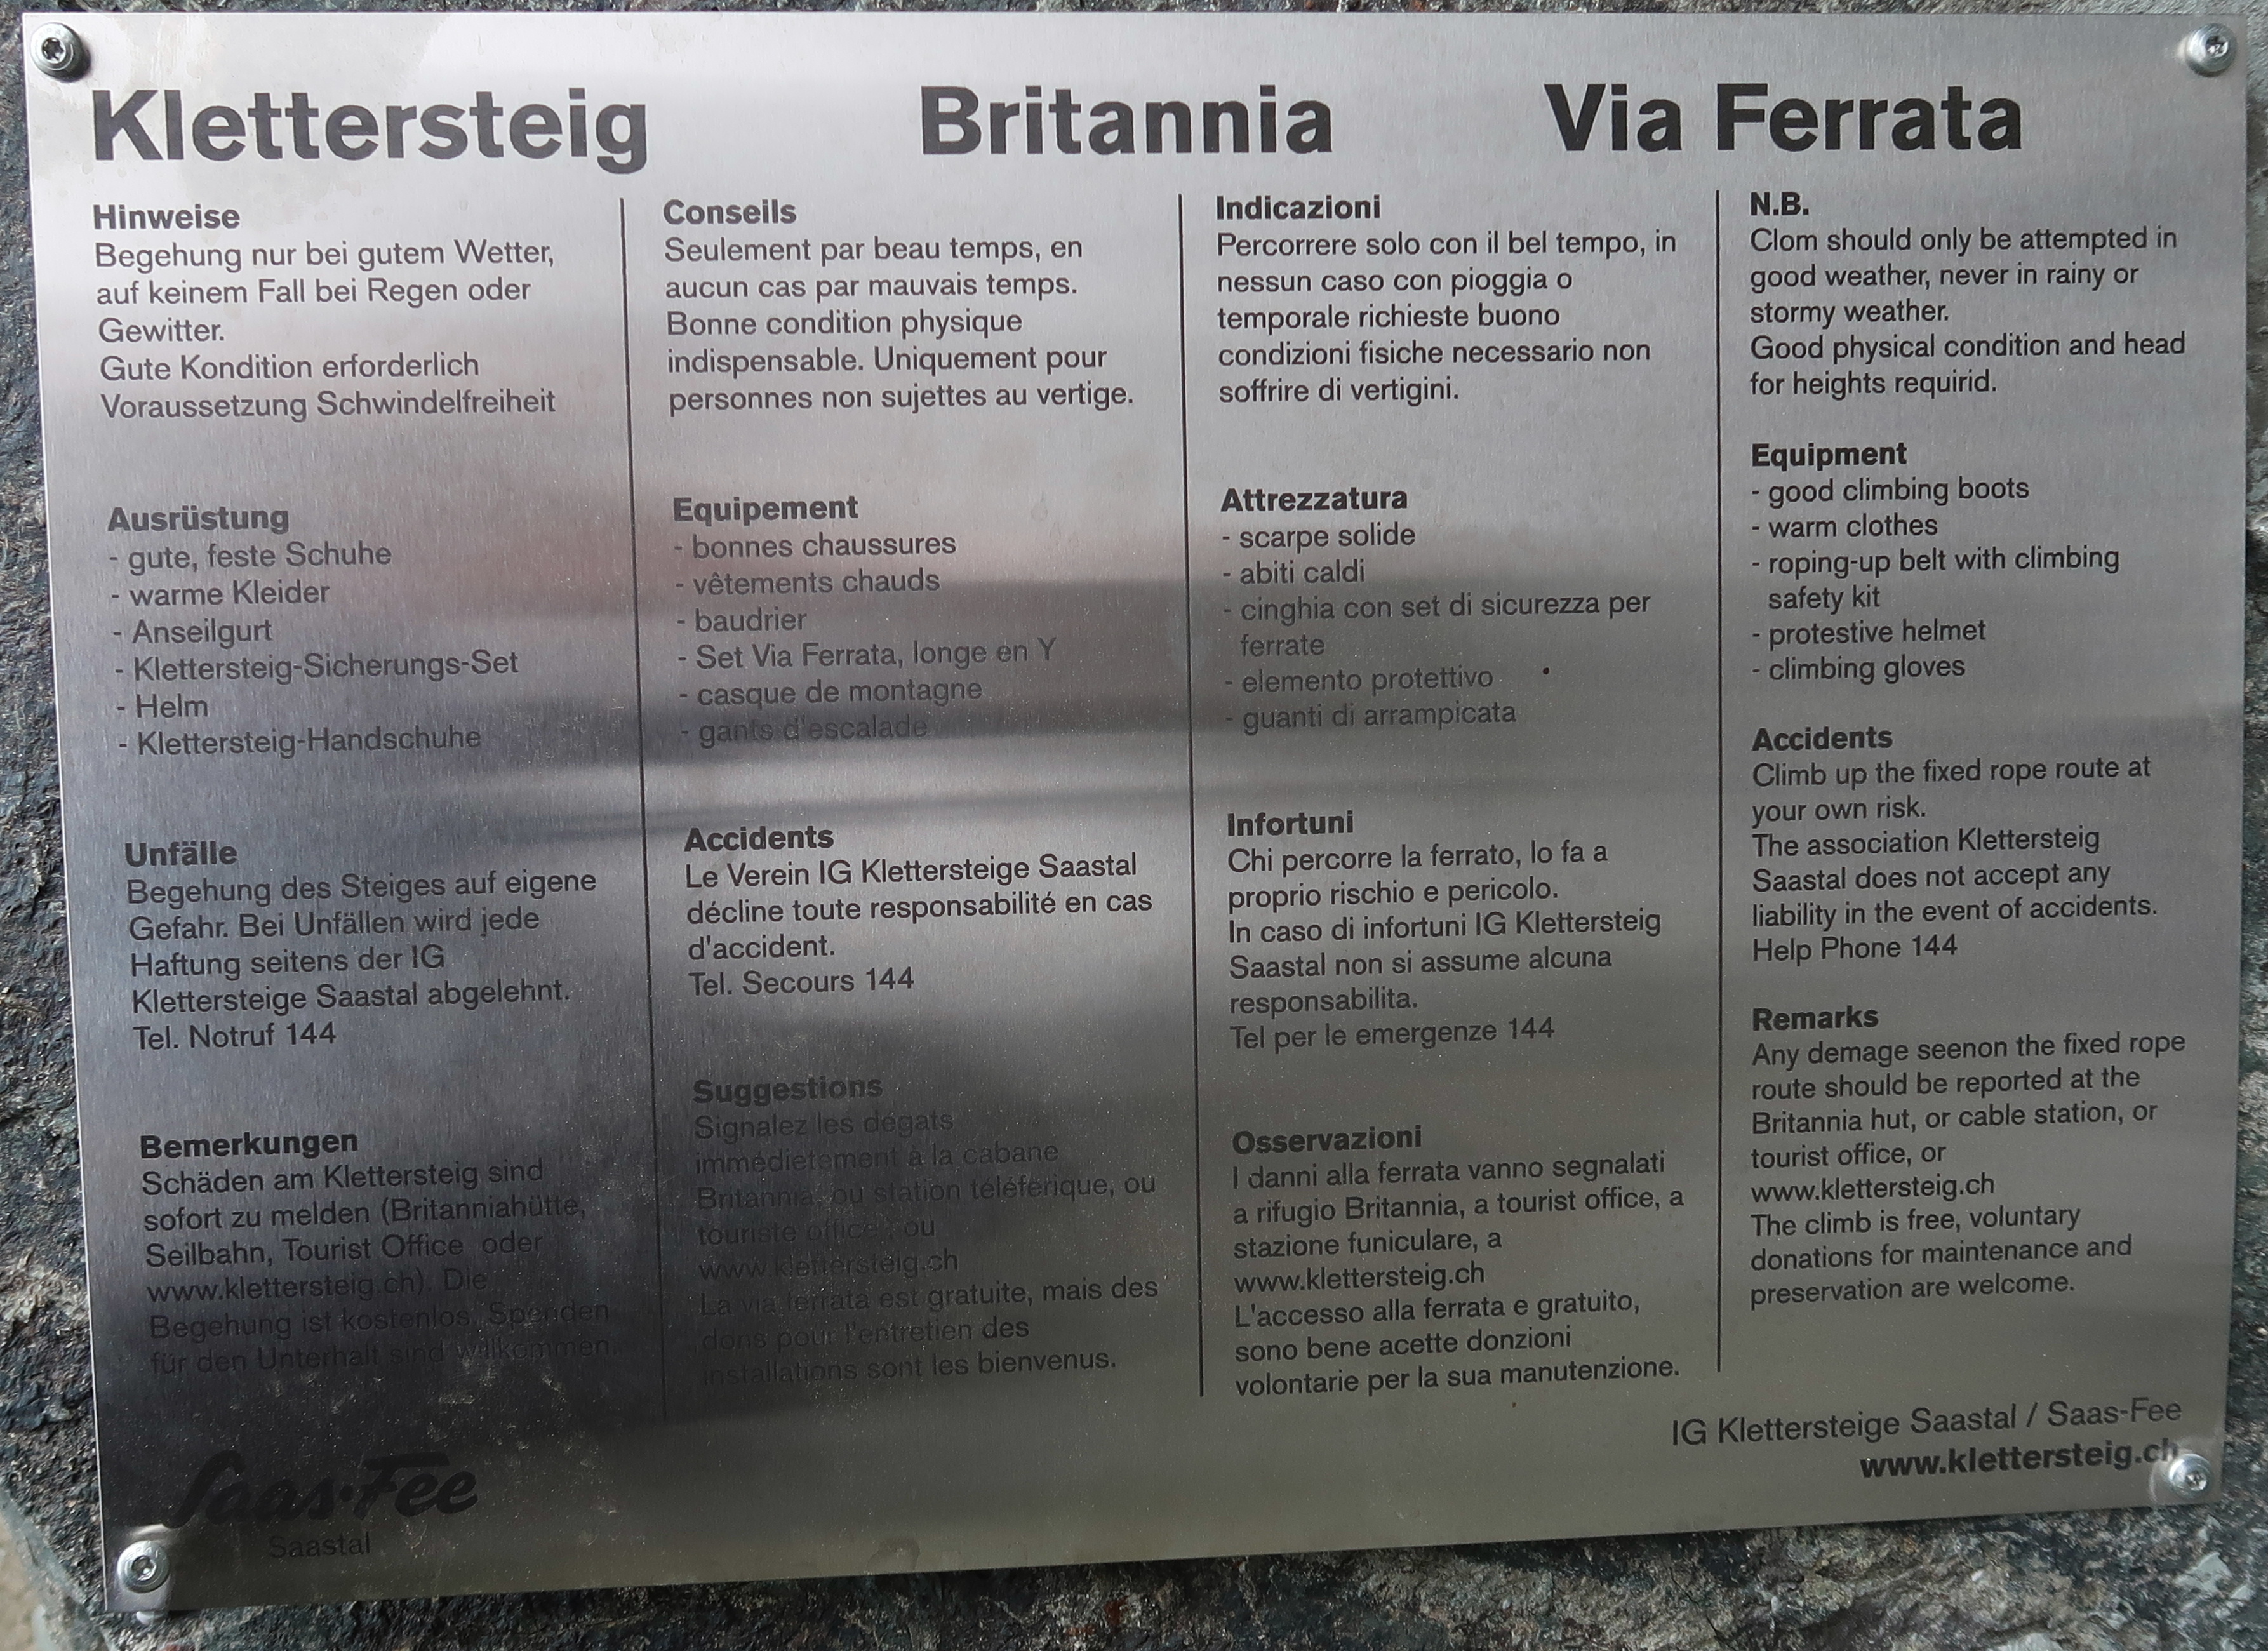 Klettersteig Britannia Via Ferrata
Hinweise
Begehung nur bei gutem Wetter,
auf keinem Fall bei Regen oder
Gewitter.
Gute Kondition erforderlich
Voraussetzung Schwindelfreiheit
Ausrüstung
- gute, feste Schuhe
- warme Kleider
- Anseilgurt
- Klettersteig-Sicherungs-Set
- Helm
- Klettersteig-Handschuhe
Unfälle
Begehung des Steiges auf eigene
Gefahr. Bei Unfällen wird jede
Haftung seitens der IG
Klettersteige Saastal abgelehnt.
Tel. Notruf 144
Bemerkungen
Schäden am Klettersteig sind
sofort zu melden (Britanniahütte,
Seilbahn, Tourist Office oder
www.klettersteig.ch). Die
Begehung ist kostenlos. Spenden
für den Unterhalt sind willkommen.
Conseils
Seulement par beau temps, en
aucun cas par mauvais temps.
Bonne condition physique
indispensable. Uniquement pour
personnes non sujettes au vertige.
Equipement
- bonnes chaussures
- vêtements chauds
- baudrier
- Set Via Ferrata, longe en Y
- casque de montagne
- gants d'escalade
Accidents
Le Verein IG Klettersteige Saastal
décline toute responsabilité en cas
d'accident.
Tel. Secours 144
Suggestions
Signalez les dégats
immédietement à la cabane
Britannia, ou station téléférique, ou
touriste office, ou
www.klettersteig.ch
La via ferrata est gratuite, mais des
dons pour l'entretien des
installations sont les bienvenus.
Indicazioni
Percorrere solo con il bel tempo, in
nessun caso con pioggia o
temporale richieste buono
condizioni fisiche necessario non
soffrire di vertigini.
Attrezzatura
- scarpe solide
- abiti caldi
- cinghia con set di sicurezza per
ferrate
- elemento protettivo
- guanti di arrampicata
Infortuni
Chi percorre la ferrato, lo fa a
proprio rischio e pericolo.
In caso di infortuni IG Klettersteig
Saastal non si assume alcuna
responsabilita.
Tel per le emergenze 144
Osservazioni
I danni alla ferrata vanno segnalati
a rifugio Britannia, a tourist office, a
stazione funiculare, a
www.klettersteig.ch
L'accesso alla ferrata e gratuito,
sono bene acette donzioni
volontarie per la sua manutenzione.
N.B.
Clom should only be attempted in
good weather, never in rainy or
stormy weather.
Good physical condition and head
for heights requirid.
Equipment
- good climbing boots
- warm clothes
- roping-up belt with climbing
safety kit
- protestive helmet
- climbing gloves
Accidents
Climb up the fixed rope route at
your own risk.
The association Klettersteig
Saastal does not accept any
liability in the event of accidents.
Help Phone 144
Remarks
Any demage seenon the fixed rope
route should be reported at the
Britannia hut, or cable station, or
tourist office, or
www.klettersteig.ch
The climb is free, voluntary
donations for maintenance and
preservation are welcome.
IG Klettersteige Saastal / Saas-Fee
www.klettersteig.ch
Saas-Fee
Saastal